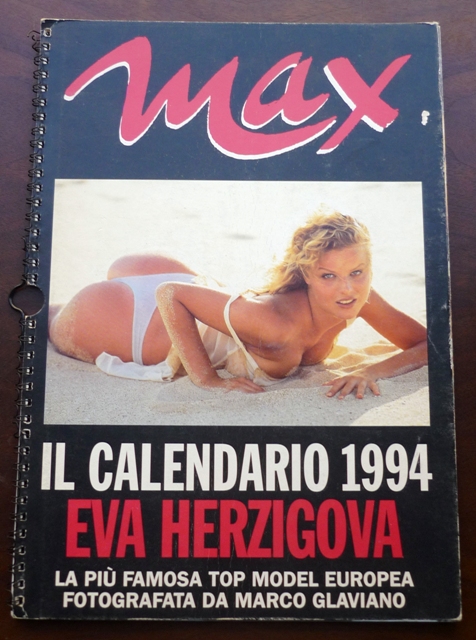 max
IL CALENDARIO 1994
EVA HERZIGOVA
LA PIÙ FAMOSA TOP MODEL EUROPEA
FOTOGRAFATA DA MARCO GLAVIANO